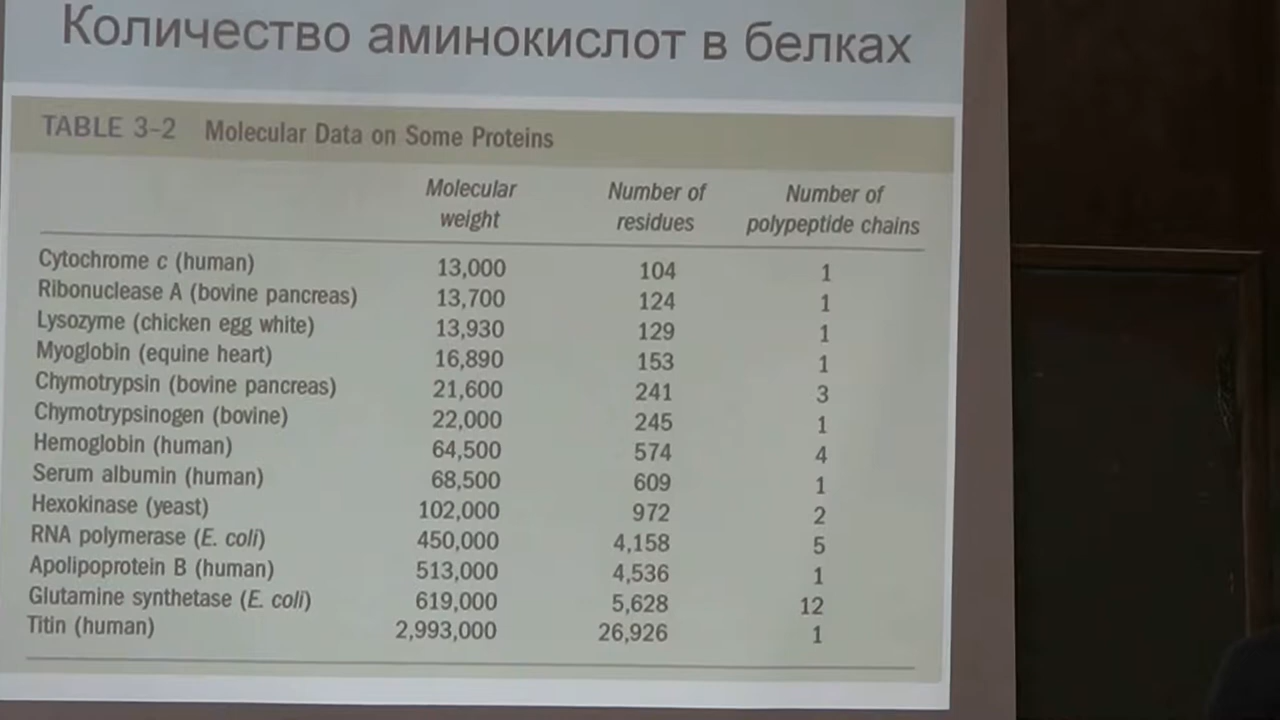 Количество аминокислот в белках
TABLE 3–2 Molecular Data on Some Proteins
Molecular weight Number of residues Number of polypeptide chains
Cytochrome c (human) 13,000 104 1
Ribonuclease A (bovine pancreas) 13,700 124 1
Lysozyme (chicken egg white) 13,930 129 1
Myoglobin (equine heart) 16,890 153 1
Chymotrypsin (bovine pancreas) 21,600 241 3
Chymotrypsinogen (bovine) 22,000 245 1
Hemoglobin (human) 64,500 574 4
Serum albumin (human) 68,500 609 1
Hexokinase (yeast) 102,000 972 2
RNA polymerase (E. coli) 450,000 4,158 5
Apolipoprotein B (human) 513,000 4,536 1
Glutamine synthetase (E. coli) 619,000 5,628 12
Titin (human) 2,993,000 26,926 1